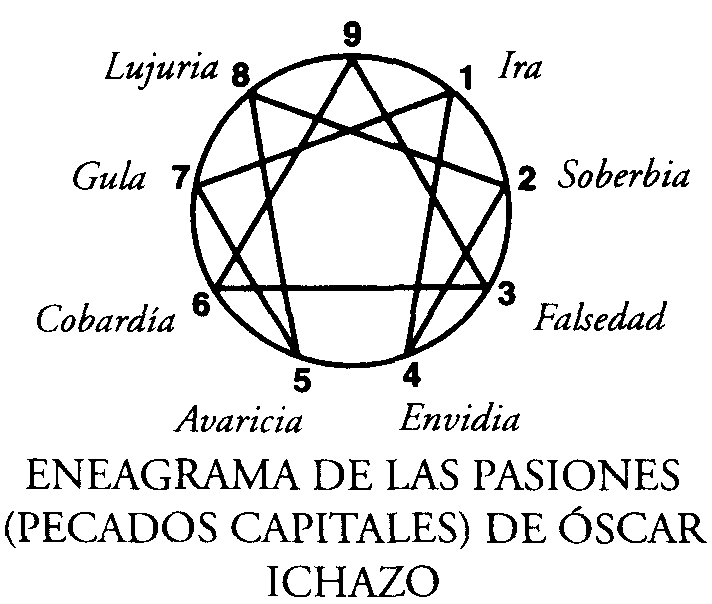 9
Lujuria 8 1 Ira
Gula 7 2 Soberbia
6 3
Cobardía Falsedad
5 4
Avaricia Envidia
ENEAGRAMA DE LAS PASIONES
(PECADOS CAPITALES) DE ÓSCAR
ICHAZO